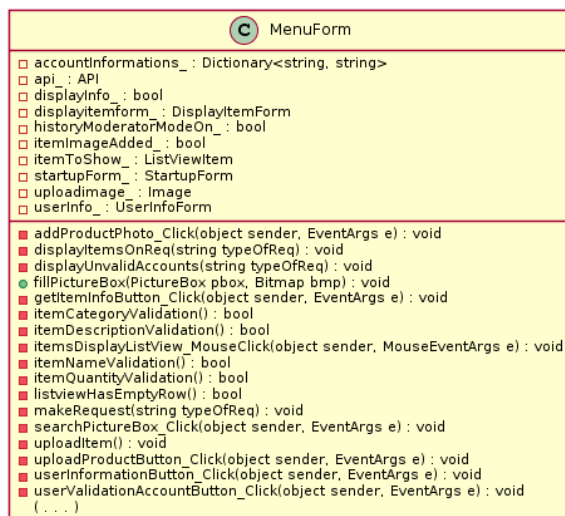 C MenuForm
accountInformations_ : Dictionary<string, string>
api_ : API
displayInfo_ : bool
displayitemform_ : DisplayItemForm
historyModeratorModeOn_ : bool
itemImageAdded_ : bool
itemToShow_ : ListViewItem
startupForm_ : StartupForm
uploadimage_ : Image
userInfo_ : UserInfoForm
addProductPhoto_Click(object sender, EventArgs e) : void
displayItemsOnReq(string typeOfReq) : void
displayUnvalidAccounts(string typeOfReq) : void
fillPictureBox(PictureBox pbox, Bitmap bmp) : void
getItemInfoButton_Click(object sender, EventArgs e) : void
itemCategoryValidation() : bool
itemDescriptionValidation() : bool
itemsDisplayListView_MouseClick(object sender, MouseEventArgs e) : void
itemNameValidation() : bool
itemQuantityValidation() : bool
listviewHasEmptyRow() : bool
makeRequest(string typeOfReq) : void
searchPictureBox_Click(object sender, EventArgs e) : void
uploadItem() : void
uploadProductButton_Click(object sender, EventArgs e) : void
userInformationButton_Click(object sender, EventArgs e) : void
userValidationAccountButton_Click(object sender, EventArgs e) : void
( . . . )